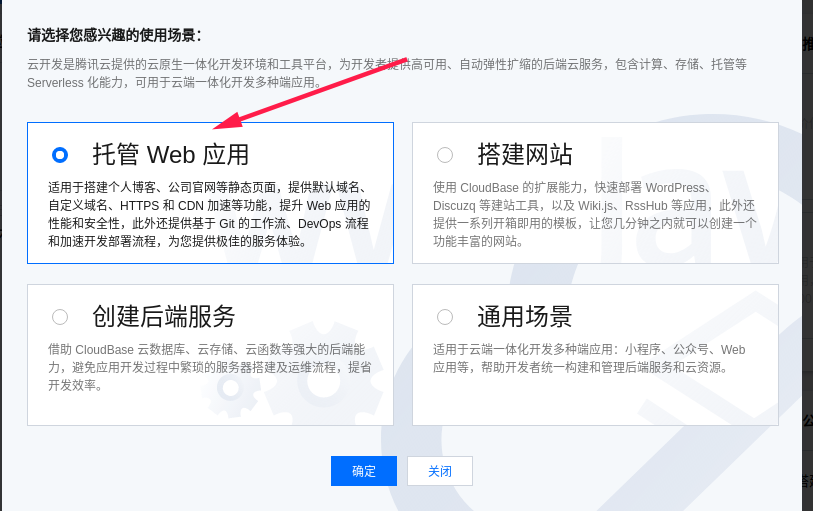 请选择您感兴趣的使用场景：
云开发是腾讯云提供的云原生一体化开发环境和工具平台，为开发者提供高可用、自动弹性扩缩的后端云服务，包含计算、存储、托管等
Serverless 化能力，可用于云端一体化开发多种端应用。
托管 Web 应用
适用于搭建个人博客、公司官网等静态页面，提供默认域名、
自定义域名、HTTPS 和 CDN 加速等功能，提升 Web 应用的
性能和安全性，此外还提供基于 Git 的工作流、DevOps 流程
和加速开发部署流程，为您提供极佳的服务体验。
搭建网站
使用 CloudBase 的扩展能力，快速部署 WordPress、
Discuzq 等建站工具，以及 Wiki.js、RssHub 等应用，此外还
提供一系列开箱即用的模板，让您几分钟之内就可以创建一个
功能丰富的网站。
创建后端服务
借助 CloudBase 云数据库、云存储、云函数等强大的后端能
力，避免应用开发过程中繁琐的服务器搭建及运维流程，提省
开发效率。
通用场景
适用于云端一体化开发多种端应用：小程序、公众号、Web
应用等，帮助开发者统一构建和管理后端服务和云资源。
确定
关闭